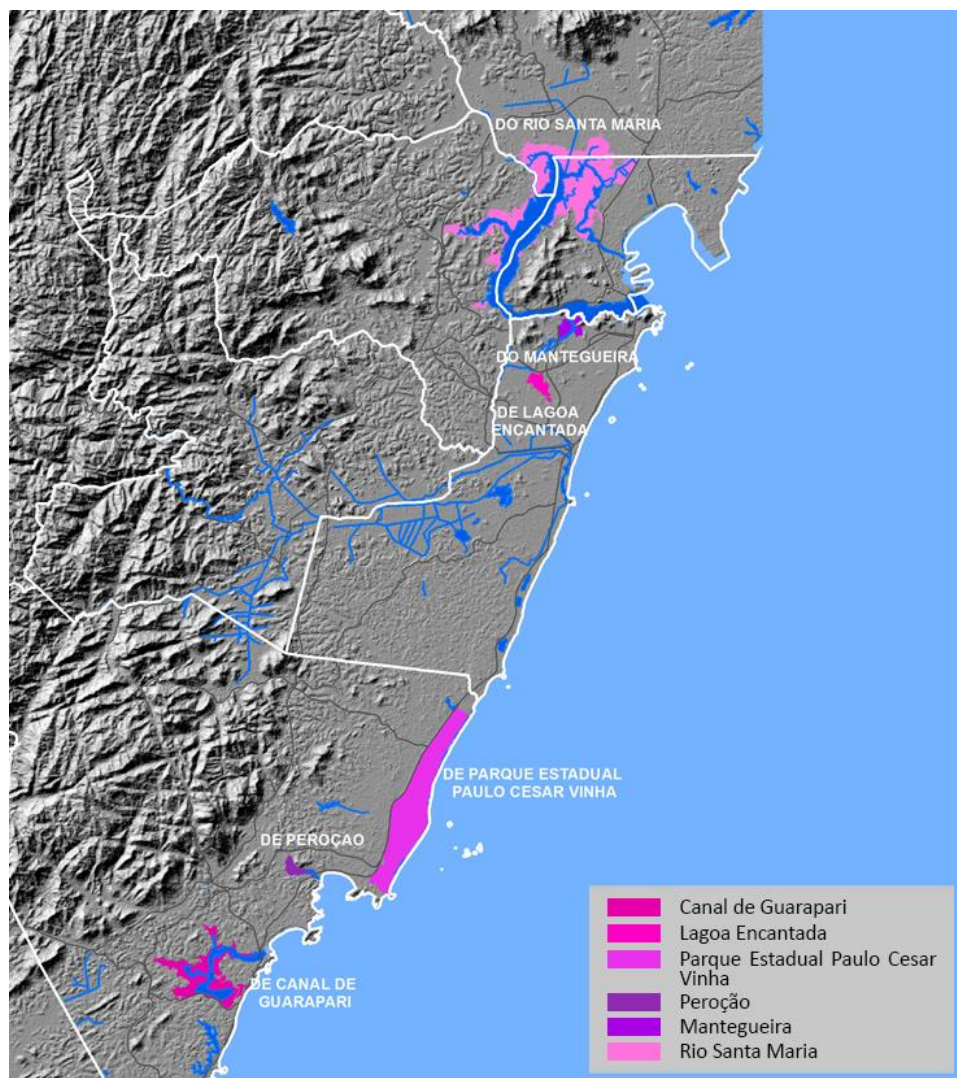 DO RIO SANTA MARIA
DO MANTEGUEIRA
DE LAGOA
ENCANTADA
DE PARQUE ESTADUAL
PAULO CESAR VINHA
DE PEROÇAO
DE CANAL DE
GUARAPARI
Canal de Guarapari
Lagoa Encantada
Parque Estadual Paulo Cesar
Vinha
Peroção
Mantegueira
Rio Santa Maria